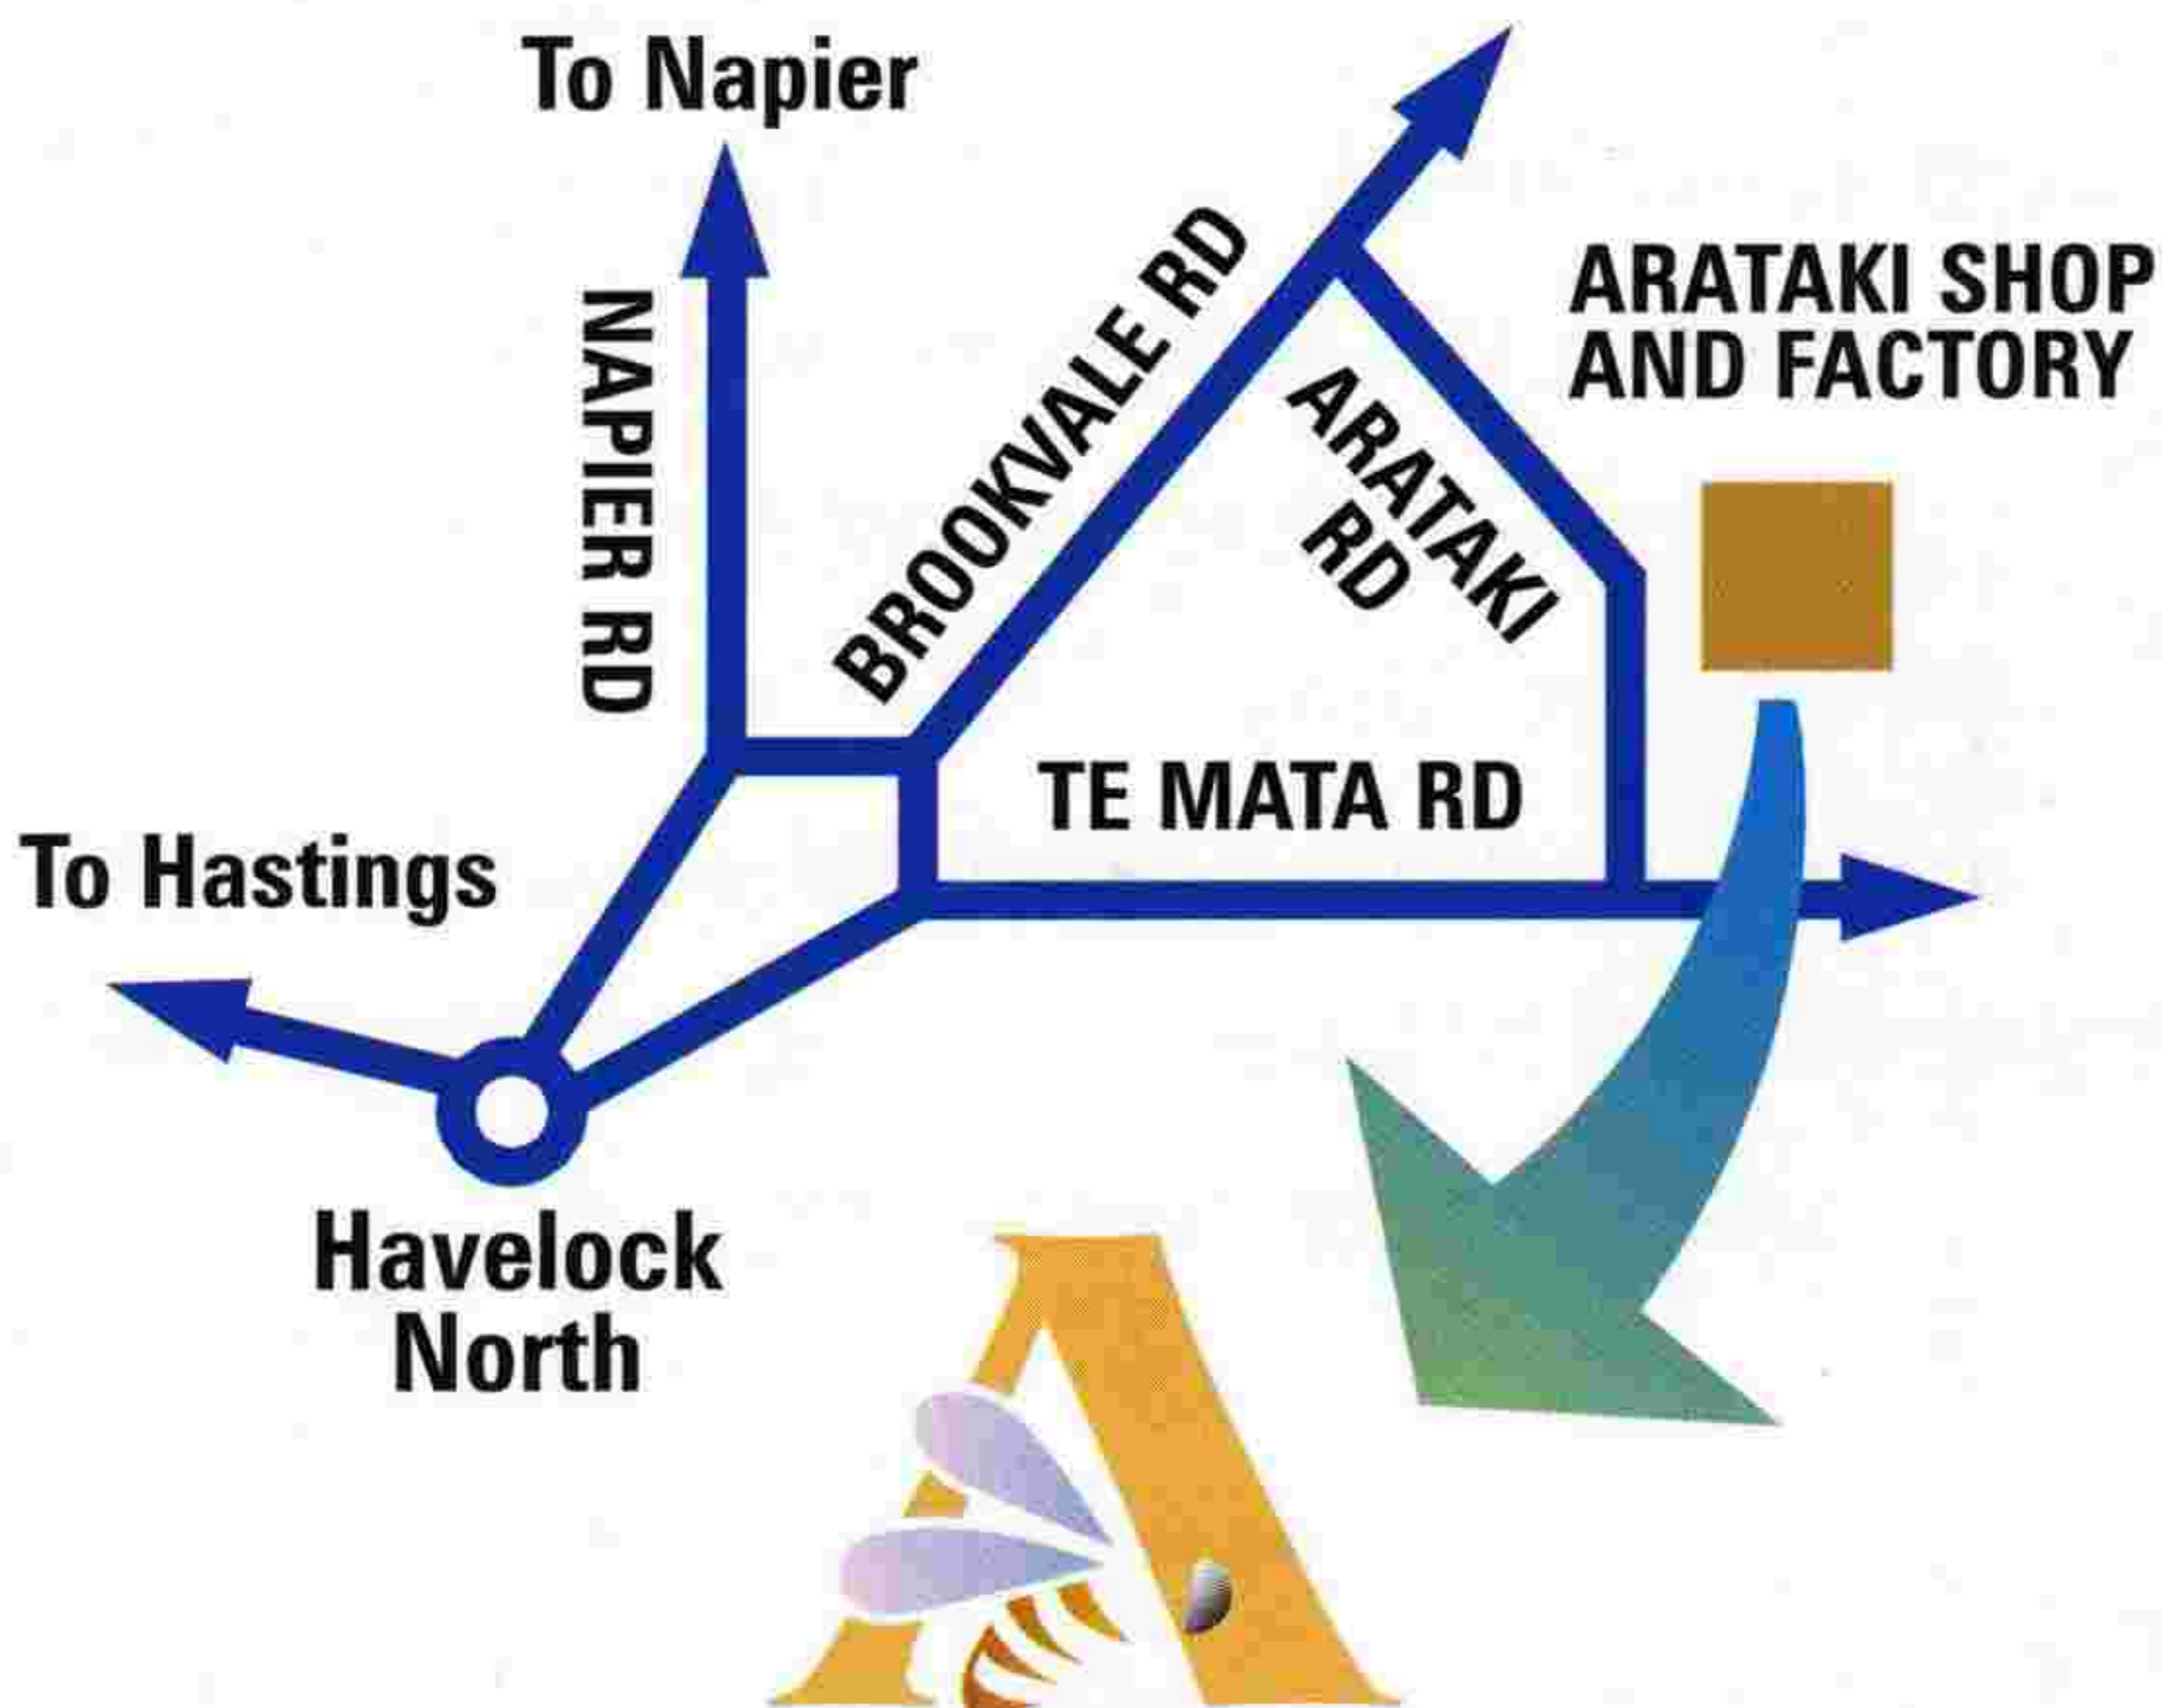 To Napier
NAPIER RD
BROOKVALE RD
ARATAKI
RD
ARATAKI SHOP
AND FACTORY
TE MATA RD
To Hastings
Havelock
North